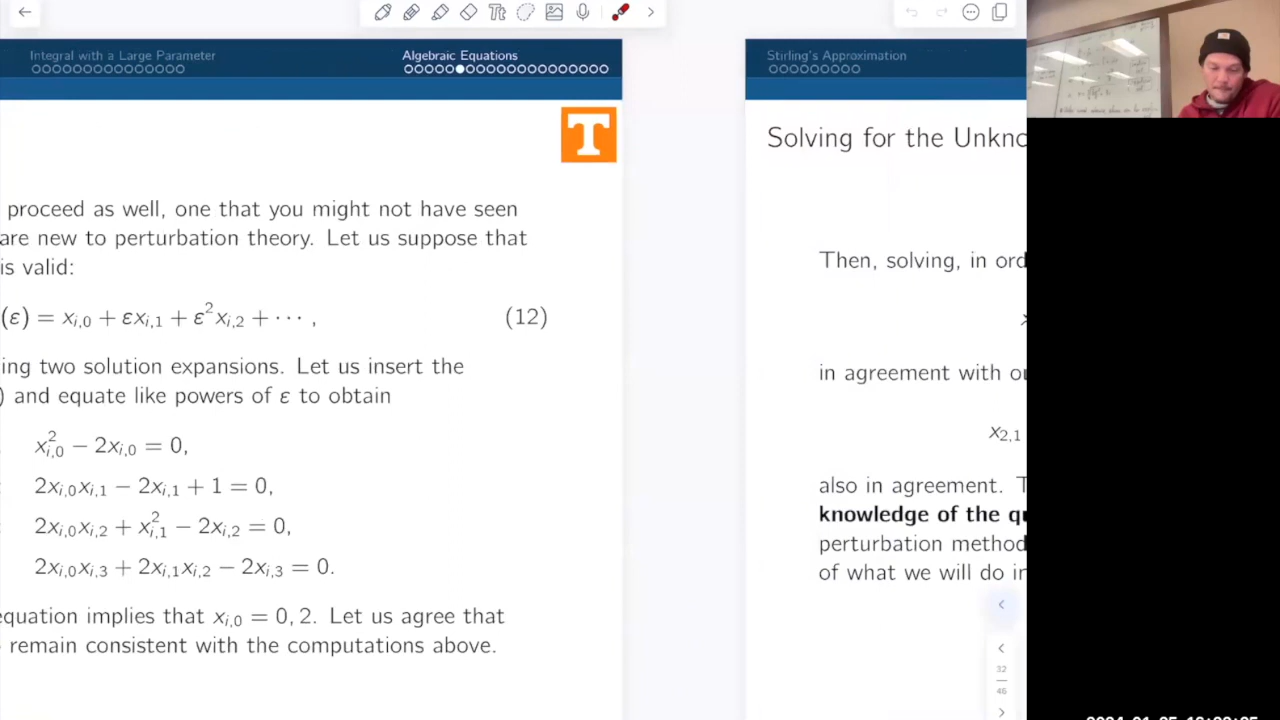 Integral with a Large Parameter
Algebraic Equations
T
proceed as well, one that you might not have seen
are new to perturbation theory. Let us suppose that
is valid:
(ε) = x_{i,0} + εx_{i,1} + ε^2x_{i,2} + ··· , (12)
ing two solution expansions. Let us insert the
) and equate like powers of ε to obtain
x_{i,0}^2 − 2x_{i,0} = 0,
: 2x_{i,0}x_{i,1} − 2x_{i,1} + 1 = 0,
2x_{i,0}x_{i,2} + x_{i,1}^2 − 2x_{i,2} = 0,
2x_{i,0}x_{i,3} + 2x_{i,1}x_{i,2} − 2x_{i,3} = 0.
equation implies that x_{i,0} = 0, 2. Let us agree that
remain consistent with the computations above.
Stirling's Approximation
Solving for the Unkno
Then, solving, in ord
in agreement with ou
x_{2,1}
also in agreement. T
knowledge of the qu
perturbation method
of what we will do in
32
46